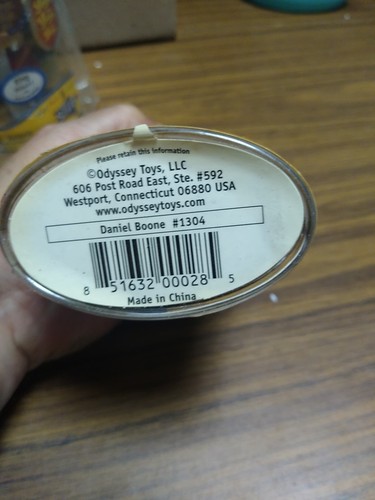 Please retain this information
©Odyssey Toys, LLC
606 Post Road East, Ste. #592
Westport, Connecticut 06880 USA
www.odysseytoys.com
Daniel Boone #1304
8 51632 00028 5
Made in China